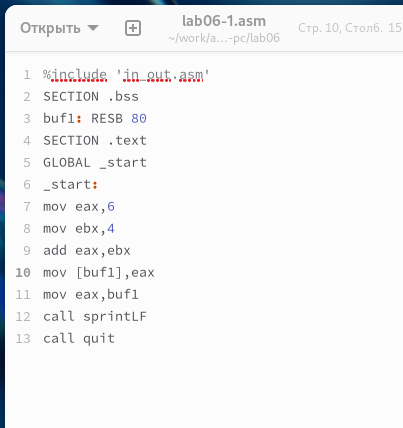 Открыть
lab06-1.asm
~/work/a...-pc/lab06
Стр. 10, Столб. 15
1 %include 'in_out.asm'
2 SECTION .bss
3 buf1: RESB 80
4 SECTION .text
5 GLOBAL _start
6 _start:
7 mov eax,6
8 mov ebx,4
9 add eax,ebx
10 mov [buf1],eax
11 mov eax,buf1
12 call sprintLF
13 call quit